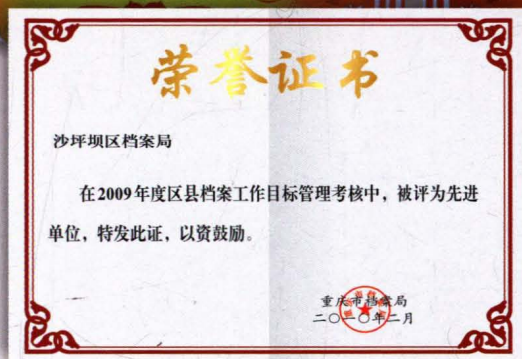 荣誉证书
沙坪坝区档案局
在2009年度区县档案工作目标管理考核中，被评为先进
单位，特发此证，以资鼓励。
重庆市档案局
二〇一〇年二月